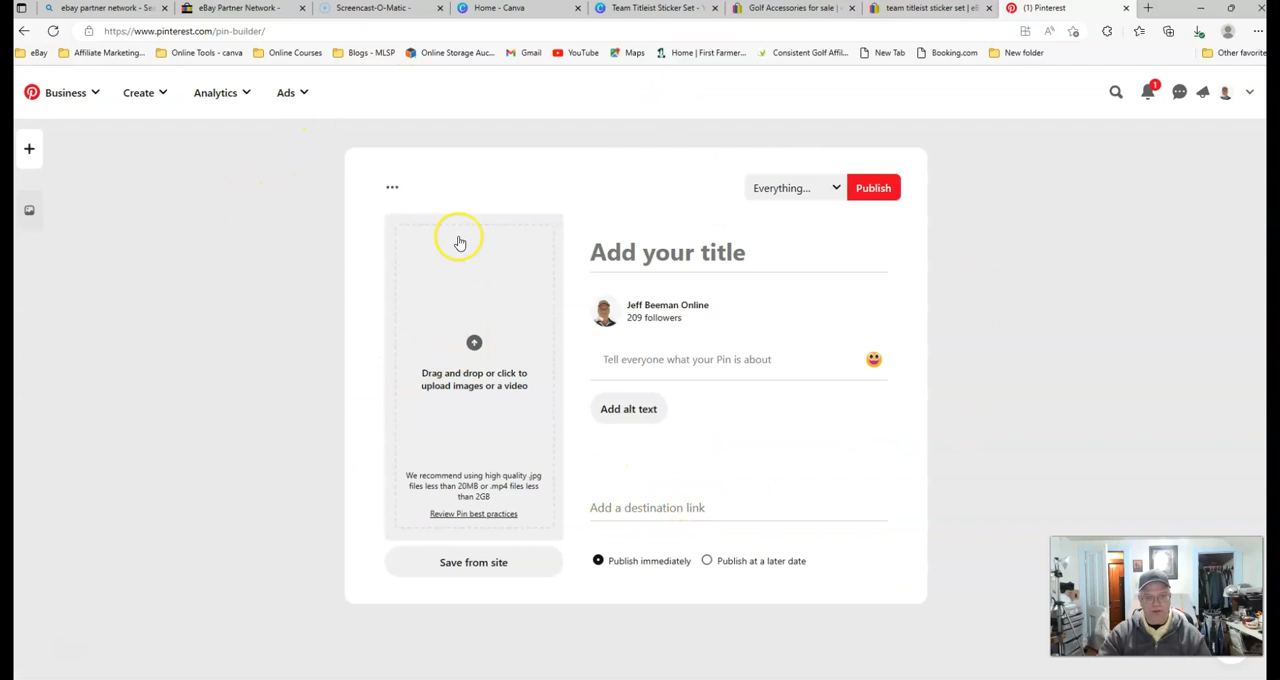 ebay partner network - Se
eBay Partner Network -
Screencast-O-Matic -
Home - Canva
Team Titleist Sticker Set -
Golf Accessories for sale |
team titleist sticker set | eB
(1) Pinterest
https://www.pinterest.com/pin-builder/
eBay
Affiliate Marketing...
Online Tools - canva
Online Courses
Blogs - MLSP
Online Storage Auc...
Gmail
YouTube
Maps
Home | First Farmer...
Consistent Golf Affil...
New Tab
Booking.com
New folder
Other favorite
Business
Create
Analytics
Ads
1
Everything...
Publish
Add your title
Jeff Beeman Online
209 followers
Tell everyone what your Pin is about
Add alt text
Drag and drop or click to
upload images or a video
We recommend using high quality .jpg
files less than 20MB or .mp4 files less
than 2GB
Review Pin best practices
Add a destination link
Save from site
Publish immediately
Publish at a later date